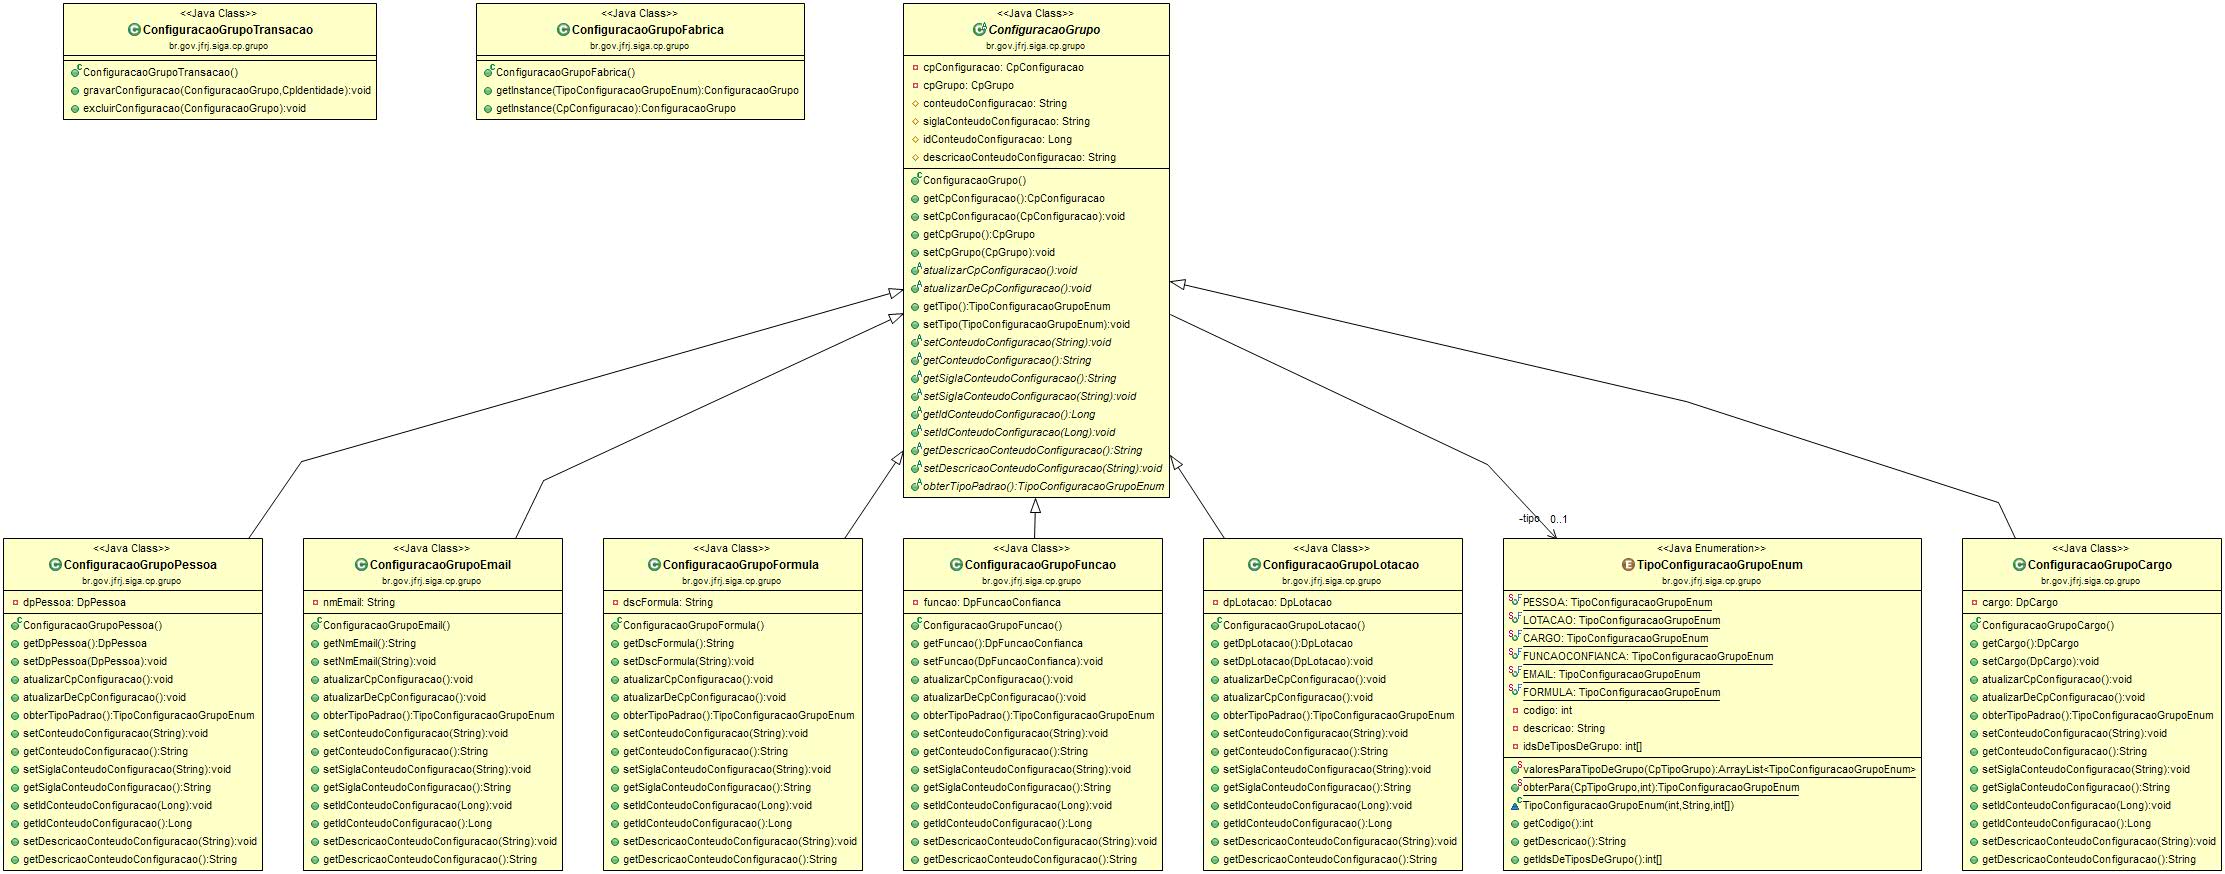 <<Java Class>>
ConfiguracaoGrupoTransacao
br.gov.jfrj.siga.cp.grupo
ConfiguracaoGrupoTransacao()
gravarConfiguracao(ConfiguracaoGrupo,CpIdentidade):void
excluirConfiguracao(ConfiguracaoGrupo):void
<<Java Class>>
ConfiguracaoGrupoFabrica
br.gov.jfrj.siga.cp.grupo
ConfiguracaoGrupoFabrica()
getInstance(TipoConfiguracaoGrupoEnum):ConfiguracaoGrupo
getInstance(CpConfiguracao):ConfiguracaoGrupo
<<Java Class>>
ConfiguracaoGrupo
br.gov.jfrj.siga.cp.grupo
cpConfiguracao: CpConfiguracao
cpGrupo: CpGrupo
conteudoConfiguracao: String
siglaConteudoConfiguracao: String
idConteudoConfiguracao: Long
descricaoConteudoConfiguracao: String
ConfiguracaoGrupo()
getCpConfiguracao():CpConfiguracao
setCpConfiguracao(CpConfiguracao):void
getCpGrupo():CpGrupo
setCpGrupo(CpGrupo):void
atualizarCpConfiguracao():void
atualizarDeCpConfiguracao():void
getTipo():TipoConfiguracaoGrupoEnum
setTipo(TipoConfiguracaoGrupoEnum):void
setConteudoConfiguracao(String):void
getConteudoConfiguracao():String
getSiglaConteudoConfiguracao():String
setSiglaConteudoConfiguracao(String):void
getIdConteudoConfiguracao():Long
setIdConteudoConfiguracao(Long):void
getDescricaoConteudoConfiguracao():String
setDescricaoConteudoConfiguracao(String):void
obterTipoPadrao():TipoConfiguracaoGrupoEnum
-tipo 0..1
<<Java Class>>
ConfiguracaoGrupoPessoa
br.gov.jfrj.siga.cp.grupo
dpPessoa: DpPessoa
ConfiguracaoGrupoPessoa()
getDpPessoa():DpPessoa
setDpPessoa(DpPessoa):void
atualizarCpConfiguracao():void
atualizarDeCpConfiguracao():void
obterTipoPadrao():TipoConfiguracaoGrupoEnum
setConteudoConfiguracao(String):void
getConteudoConfiguracao():String
setSiglaConteudoConfiguracao(String):void
getSiglaConteudoConfiguracao():String
setIdConteudoConfiguracao(Long):void
getIdConteudoConfiguracao():Long
setDescricaoConteudoConfiguracao(String):void
getDescricaoConteudoConfiguracao():String
<<Java Class>>
ConfiguracaoGrupoEmail
br.gov.jfrj.siga.cp.grupo
nmEmail: String
ConfiguracaoGrupoEmail()
getNmEmail():String
setNmEmail(String):void
atualizarCpConfiguracao():void
atualizarDeCpConfiguracao():void
obterTipoPadrao():TipoConfiguracaoGrupoEnum
setConteudoConfiguracao(String):void
getConteudoConfiguracao():String
setSiglaConteudoConfiguracao(String):void
getSiglaConteudoConfiguracao():String
setIdConteudoConfiguracao(Long):void
getIdConteudoConfiguracao():Long
setDescricaoConteudoConfiguracao(String):void
getDescricaoConteudoConfiguracao():String
<<Java Class>>
ConfiguracaoGrupoFormula
br.gov.jfrj.siga.cp.grupo
dscFormula: String
ConfiguracaoGrupoFormula()
getDscFormula():String
setDscFormula(String):void
atualizarCpConfiguracao():void
atualizarDeCpConfiguracao():void
obterTipoPadrao():TipoConfiguracaoGrupoEnum
setConteudoConfiguracao(String):void
getConteudoConfiguracao():String
setSiglaConteudoConfiguracao(String):void
getSiglaConteudoConfiguracao():String
setIdConteudoConfiguracao(Long):void
getIdConteudoConfiguracao():Long
setDescricaoConteudoConfiguracao(String):void
getDescricaoConteudoConfiguracao():String
<<Java Class>>
ConfiguracaoGrupoFuncao
br.gov.jfrj.siga.cp.grupo
funcao: DpFuncaoConfianca
ConfiguracaoGrupoFuncao()
getFuncao():DpFuncaoConfianca
setFuncao(DpFuncaoConfianca):void
atualizarCpConfiguracao():void
atualizarDeCpConfiguracao():void
obterTipoPadrao():TipoConfiguracaoGrupoEnum
setConteudoConfiguracao(String):void
getConteudoConfiguracao():String
setSiglaConteudoConfiguracao(String):void
getSiglaConteudoConfiguracao():String
setIdConteudoConfiguracao(Long):void
getIdConteudoConfiguracao():Long
setDescricaoConteudoConfiguracao(String):void
getDescricaoConteudoConfiguracao():String
<<Java Class>>
ConfiguracaoGrupoLotacao
br.gov.jfrj.siga.cp.grupo
dpLotacao: DpLotacao
ConfiguracaoGrupoLotacao()
getDpLotacao():DpLotacao
setDpLotacao(DpLotacao):void
atualizarDeCpConfiguracao():void
atualizarCpConfiguracao():void
obterTipoPadrao():TipoConfiguracaoGrupoEnum
setConteudoConfiguracao(String):void
getConteudoConfiguracao():String
setSiglaConteudoConfiguracao(String):void
getSiglaConteudoConfiguracao():String
setIdConteudoConfiguracao(Long):void
getIdConteudoConfiguracao():Long
setDescricaoConteudoConfiguracao(String):void
getDescricaoConteudoConfiguracao():String
<<Java Enumeration>>
TipoConfiguracaoGrupoEnum
br.gov.jfrj.siga.cp.grupo
PESSOA: TipoConfiguracaoGrupoEnum
LOTACAO: TipoConfiguracaoGrupoEnum
CARGO: TipoConfiguracaoGrupoEnum
FUNCAOCONFIANCA: TipoConfiguracaoGrupoEnum
EMAIL: TipoConfiguracaoGrupoEnum
FORMULA: TipoConfiguracaoGrupoEnum
codigo: int
descricao: String
idsDeTiposDeGrupo: int[]
valoresParaTipoDeGrupo(CpTipoGrupo):ArrayList<TipoConfiguracaoGrupoEnum>
obterPara(CpTipoGrupo,int):TipoConfiguracaoGrupoEnum
TipoConfiguracaoGrupoEnum(int,String,int[])
getCodigo():int
getDescricao():String
getIdsDeTiposDeGrupo():int[]
<<Java Class>>
ConfiguracaoGrupoCargo
br.gov.jfrj.siga.cp.grupo
cargo: DpCargo
ConfiguracaoGrupoCargo()
getCargo():DpCargo
setCargo(DpCargo):void
atualizarCpConfiguracao():void
atualizarDeCpConfiguracao():void
obterTipoPadrao():TipoConfiguracaoGrupoEnum
setConteudoConfiguracao(String):void
getConteudoConfiguracao():String
setSiglaConteudoConfiguracao(String):void
getSiglaConteudoConfiguracao():String
setIdConteudoConfiguracao(Long):void
getIdConteudoConfiguracao():Long
setDescricaoConteudoConfiguracao(String):void
getDescricaoConteudoConfiguracao():String